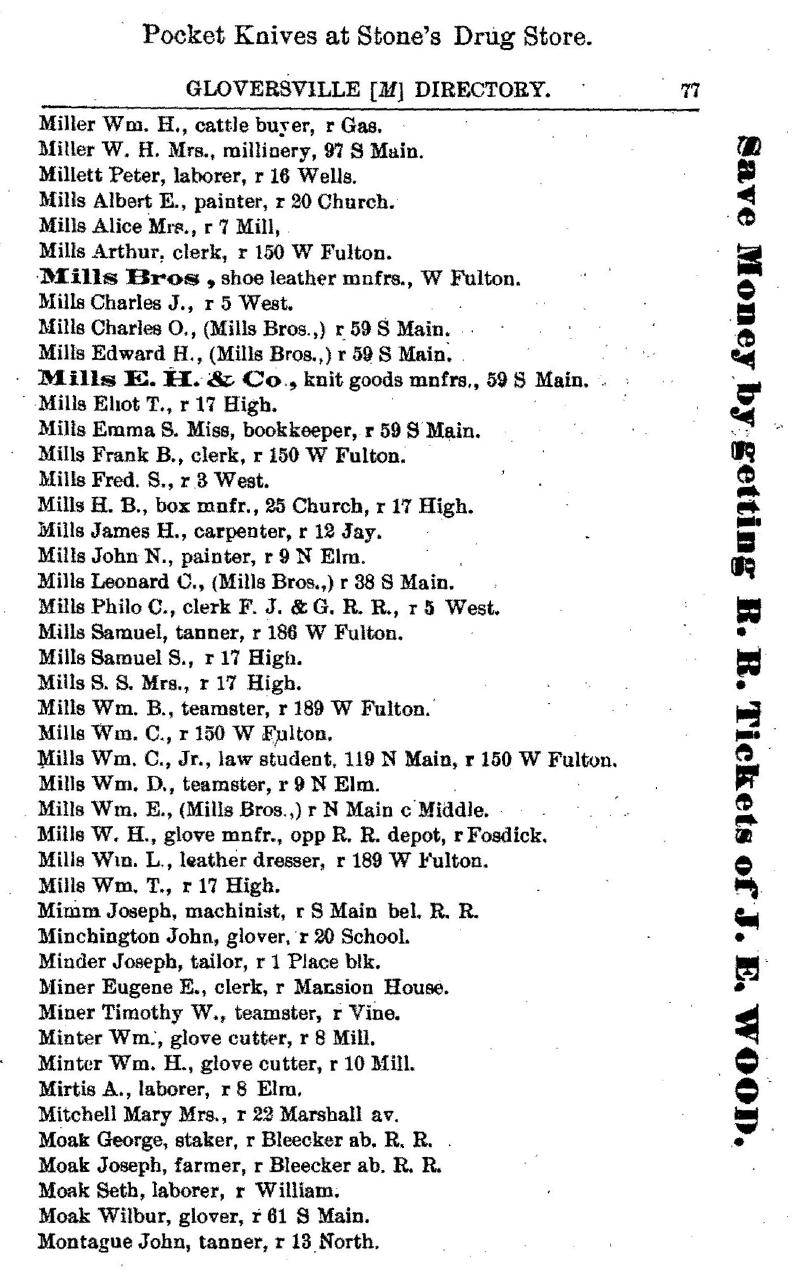 Pocket Knives at Stone's Drug Store.
GLOVERSVILLE [M] DIRECTORY. 77
Miller Wm. H., cattle buyer, r Gas.
Miller W. H. Mrs., millinery, 97 S Main.
Millett Peter, laborer, r 16 Wells.
Mills Albert E., painter, r 20 Church.
Mills Alice Mrs., r 7 Mill,
Mills Arthur, clerk, r 150 W Fulton.
Mills Bros , shoe leather mnfrs., W Fulton.
Mills Charles J., r 5 West.
Mills Charles O., (Mills Bros.,) r 59 S Main.
Mills Edward H., (Mills Bros.,) r 59 S Main.
Mills E. H. & Co., knit goods mnfrs., 59 S Main.
Mills Eliot T., r 17 High.
Mills Emma S. Miss, bookkeeper, r 59 S Main.
Mills Frank B., clerk, r 150 W Fulton.
Mills Fred. S., r 3 West.
Mills H. B., box mnfr., 25 Church, r 17 High.
Mills James H., carpenter, r 12 Jay.
Mills John N., painter, r 9 N Elm.
Mills Leonard C., (Mills Bros.,) r 38 S Main.
Mills Philo C., clerk F. J. & G. R. R., r 5 West.
Mills Samuel, tanner, r 186 W Fulton.
Mills Samuel S., r 17 High.
Mills S. S. Mrs., r 17 High.
Mills Wm. B., teamster, r 189 W Fulton.
Mills Wm. C., r 150 W Fulton.
Mills Wm. C., Jr., law student, 119 N Main, r 150 W Fulton.
Mills Wm. D., teamster, r 9 N Elm.
Mills Wm. E., (Mills Bros.,) r N Main c Middle.
Mills W. H., glove mnfr., opp R. R. depot, r Fosdick.
Mills Wm. L., leather dresser, r 189 W Fulton.
Mills Wm. T., r 17 High.
Mimm Joseph, machinist, r S Main bel. R. R.
Minchington John, glover, r 20 School.
Minder Joseph, tailor, r 1 Place blk.
Miner Eugene E., clerk, r Mansion House.
Miner Timothy W., teamster, r Vine.
Minter Wm., glove cutter, r 8 Mill.
Minter Wm. H., glove cutter, r 10 Mill.
Mirtis A., laborer, r 8 Elm.
Mitchell Mary Mrs., r 22 Marshall av.
Moak George, staker, r Bleecker ab. R. R.
Moak Joseph, farmer, r Bleecker ab. R. R.
Moak Seth, laborer, r William.
Moak Wilbur, glover, r 61 S Main.
Montague John, tanner, r 13 North.
Save Money by getting R. R. Tickets of J. E. WOOD.